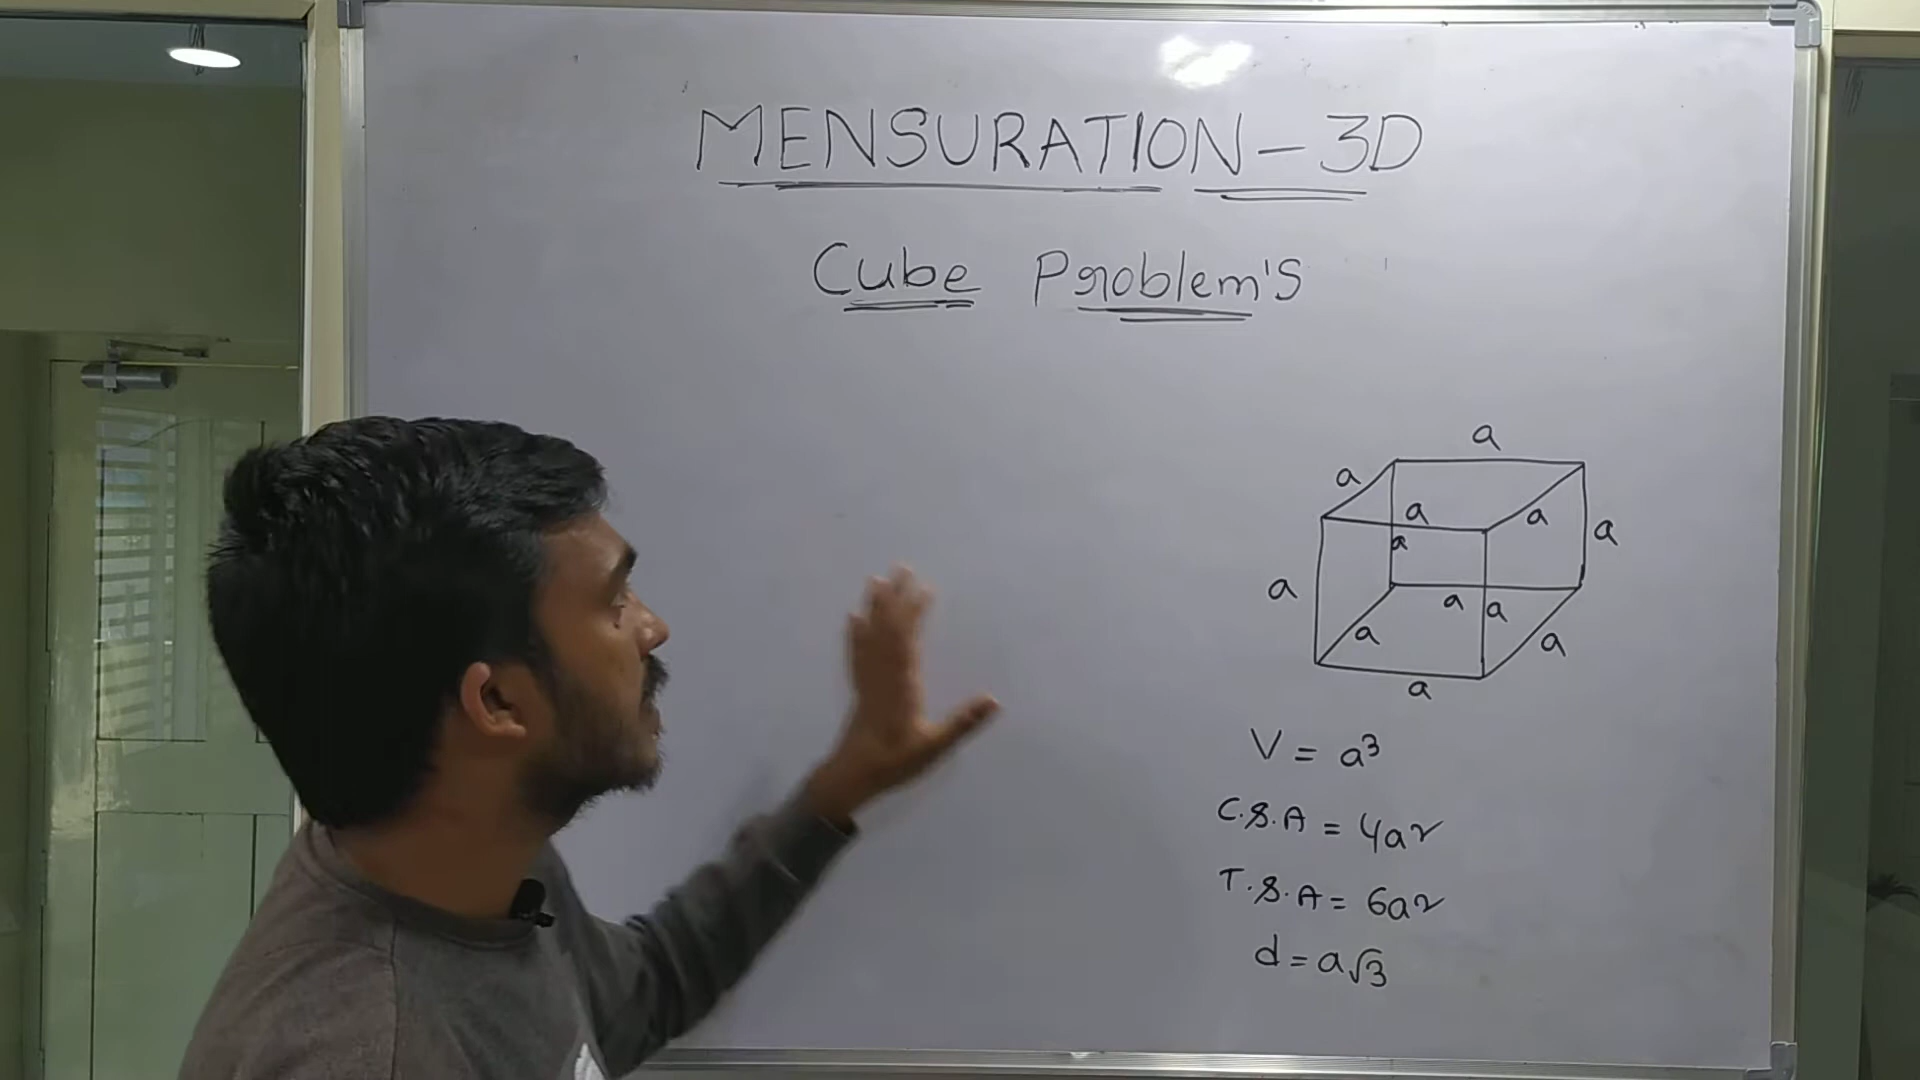 MENSURATION - 3D
Cube Problem's
a
a
a
a
a
a
a
a
a
a
a
a
V = a³
C.S.A = 4a²
T.S.A = 6a²
d = a√3